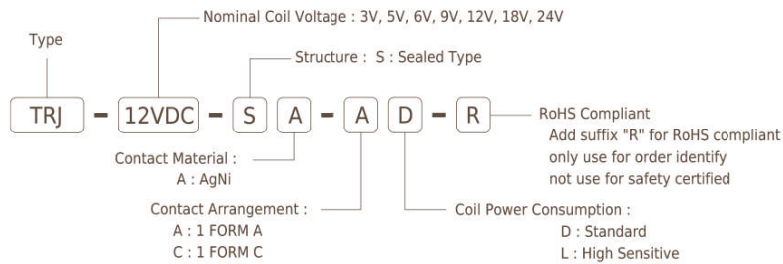 Nominal Coil Voltage : 3V, 5V, 6V, 9V, 12V, 18V, 24V
Type
Structure : S : Sealed Type
TRJ - 12VDC - S A - A D - R
RoHS Compliant
Add suffix "R" for RoHS compliant
only use for order identify
not use for safety certified
Contact Material :
A : AgNi
Contact Arrangement :
A : 1 FORM A
C : 1 FORM C
Coil Power Consumption :
D : Standard
L : High Sensitive